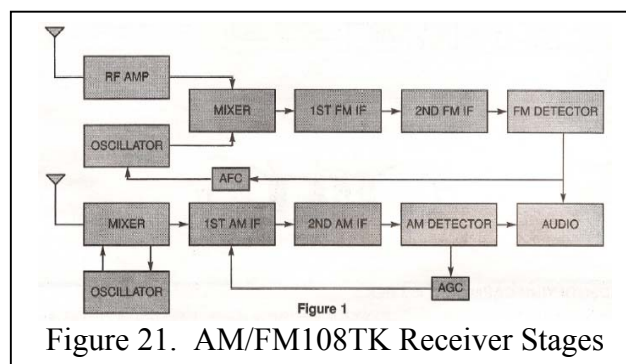 RF AMP
MIXER
1ST FM IF
2ND FM IF
FM DETECTOR
OSCILLATOR
AFC
MIXER
1ST AM IF
2ND AM IF
AM DETECTOR
AUDIO
OSCILLATOR
AGC
Figure 1
Figure 21. AM/FM108TK Receiver Stages